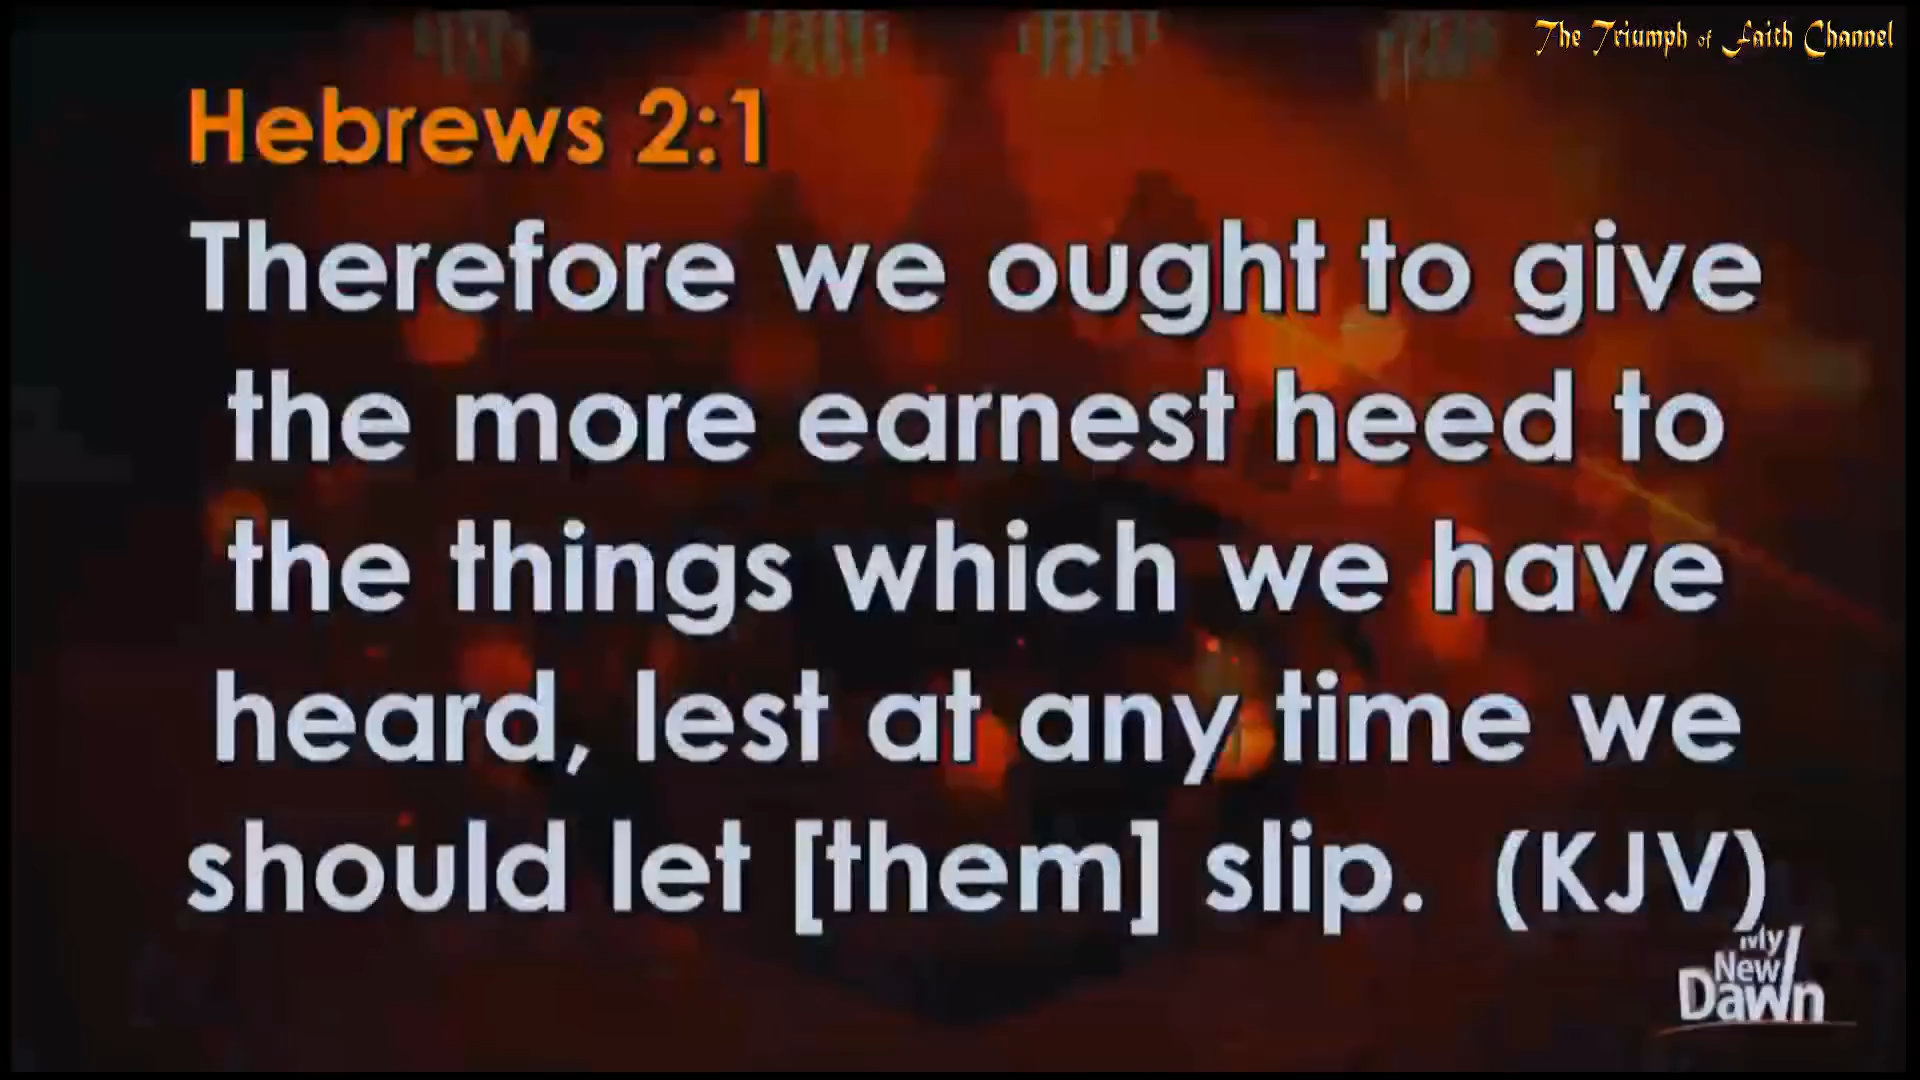 The Triumph of Faith Channel
Hebrews 2:1
Therefore we ought to give
the more earnest heed to
the things which we have
heard, lest at any time we
should let [them] slip. (KJV)
My
New
Dawn